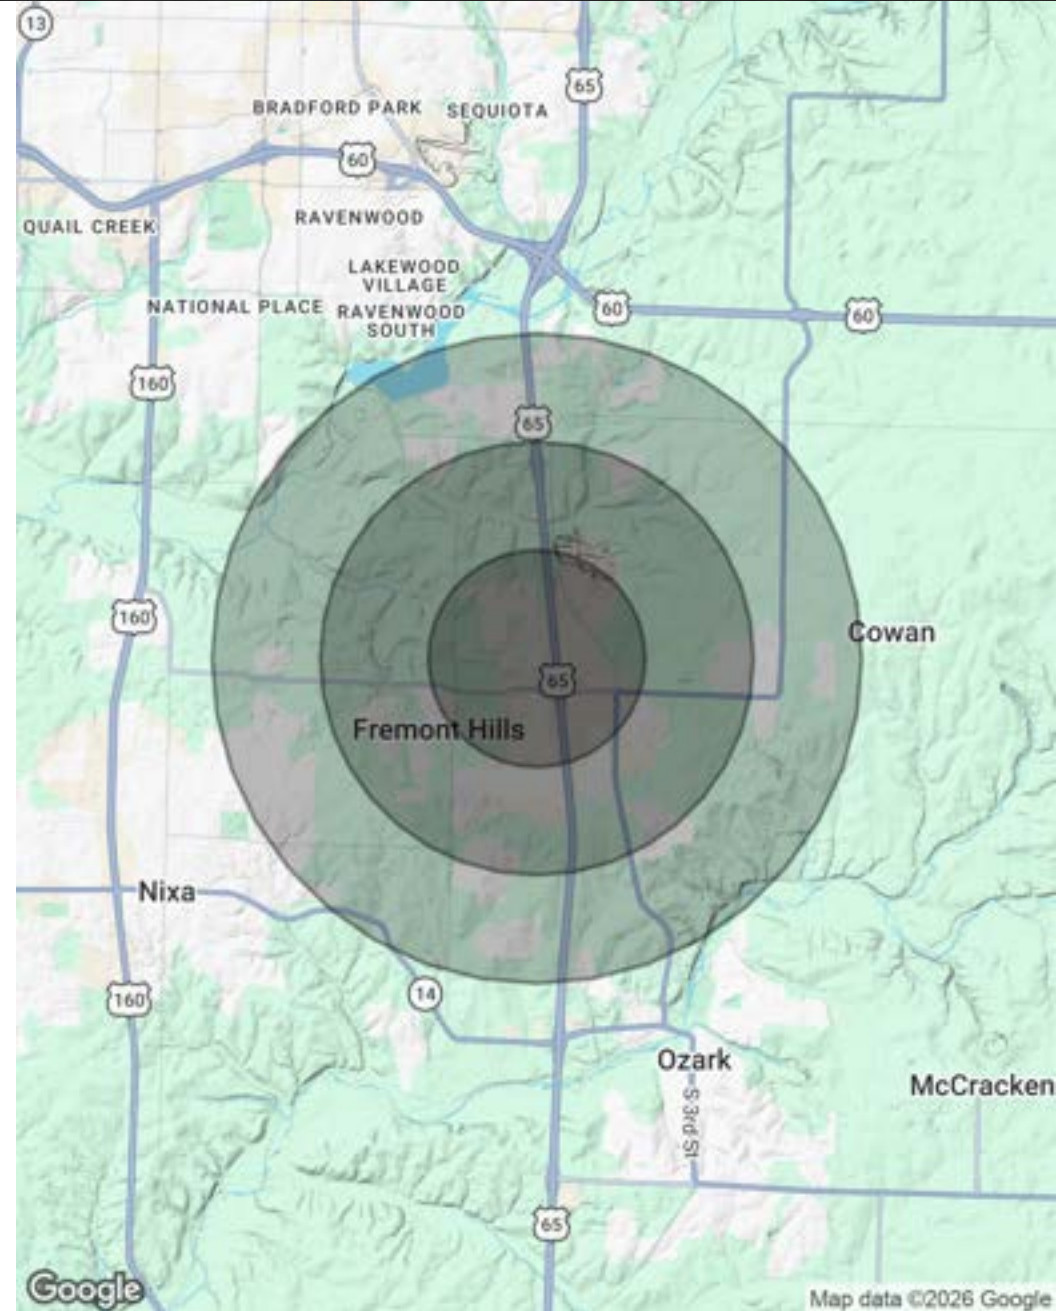 13
65
BRADFORD PARK
SEQUIOTA
60
QUAIL CREEK
RAVENWOOD
LAKEWOOD
VILLAGE
NATIONAL PLACE
RAVENWOOD
SOUTH
60
60
160
65
160
Cowan
65
Fremont Hills
Nixa
160
14
Ozark
McCracken
S 3rd St
65
Google
Map data ©2026 Google